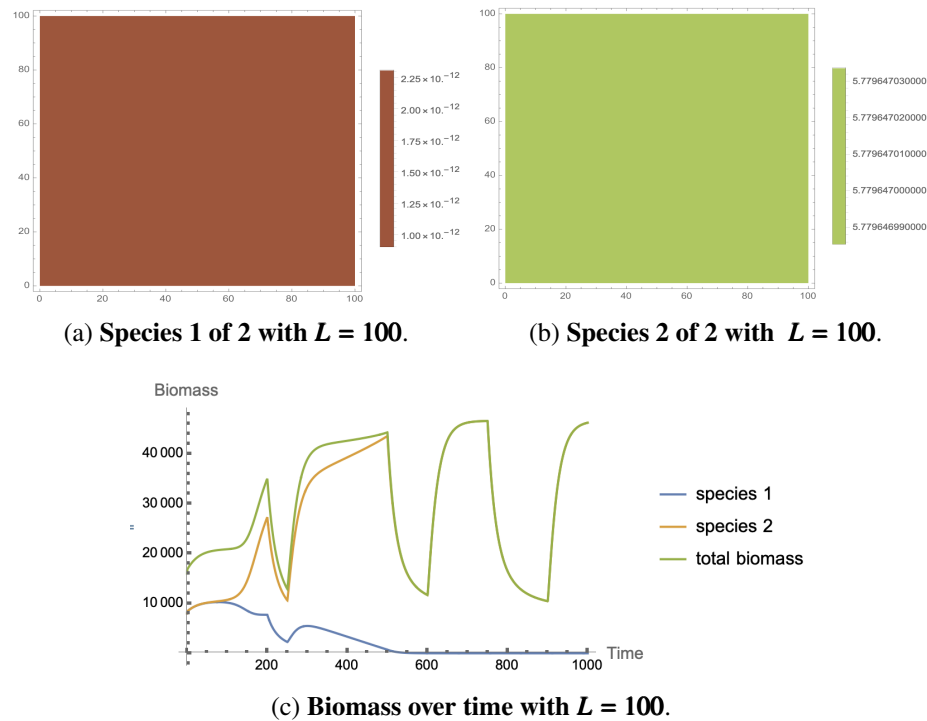 100
80
60
40
20
0
0 20 40 60 80 100
2.25×10.^-12
2.00×10.^-12
1.75×10.^-12
1.50×10.^-12
1.25×10.^-12
1.00×10.^-12
100
80
60
40
20
0
0 20 40 60 80 100
5.779647030000
5.779647020000
5.779647010000
5.779647000000
5.779646990000
(a) Species 1 of 2 with L = 100.
(b) Species 2 of 2 with L = 100.
Biomass
40 000
30 000
20 000
10 000
"
200 400 600 800 1000
Time
species 1
species 2
total biomass
(c) Biomass over time with L = 100.